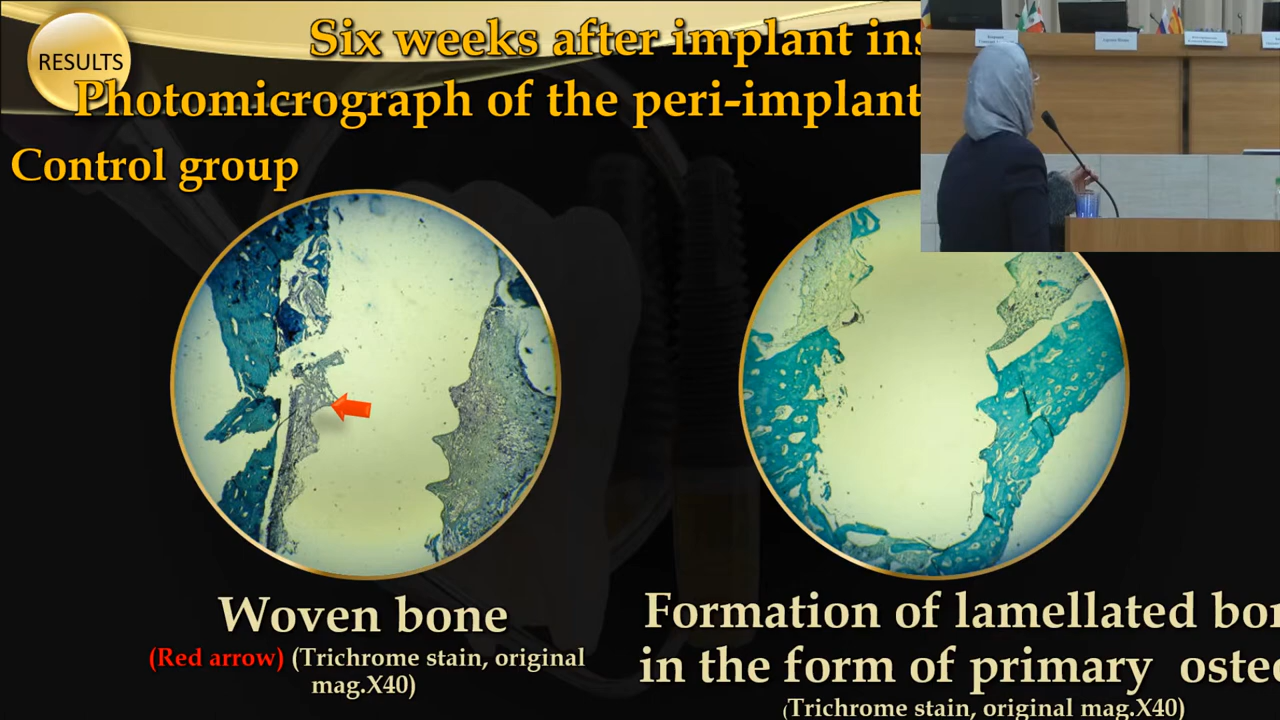 RESULTS
Six weeks after implant ins
Photomicrograph of the peri-implant
Control group
Woven bone
(Red arrow) (Trichrome stain, original
mag.X40)
Formation of lamellated bo
in the form of primary oste
(Trichrome stain, original mag.X40)